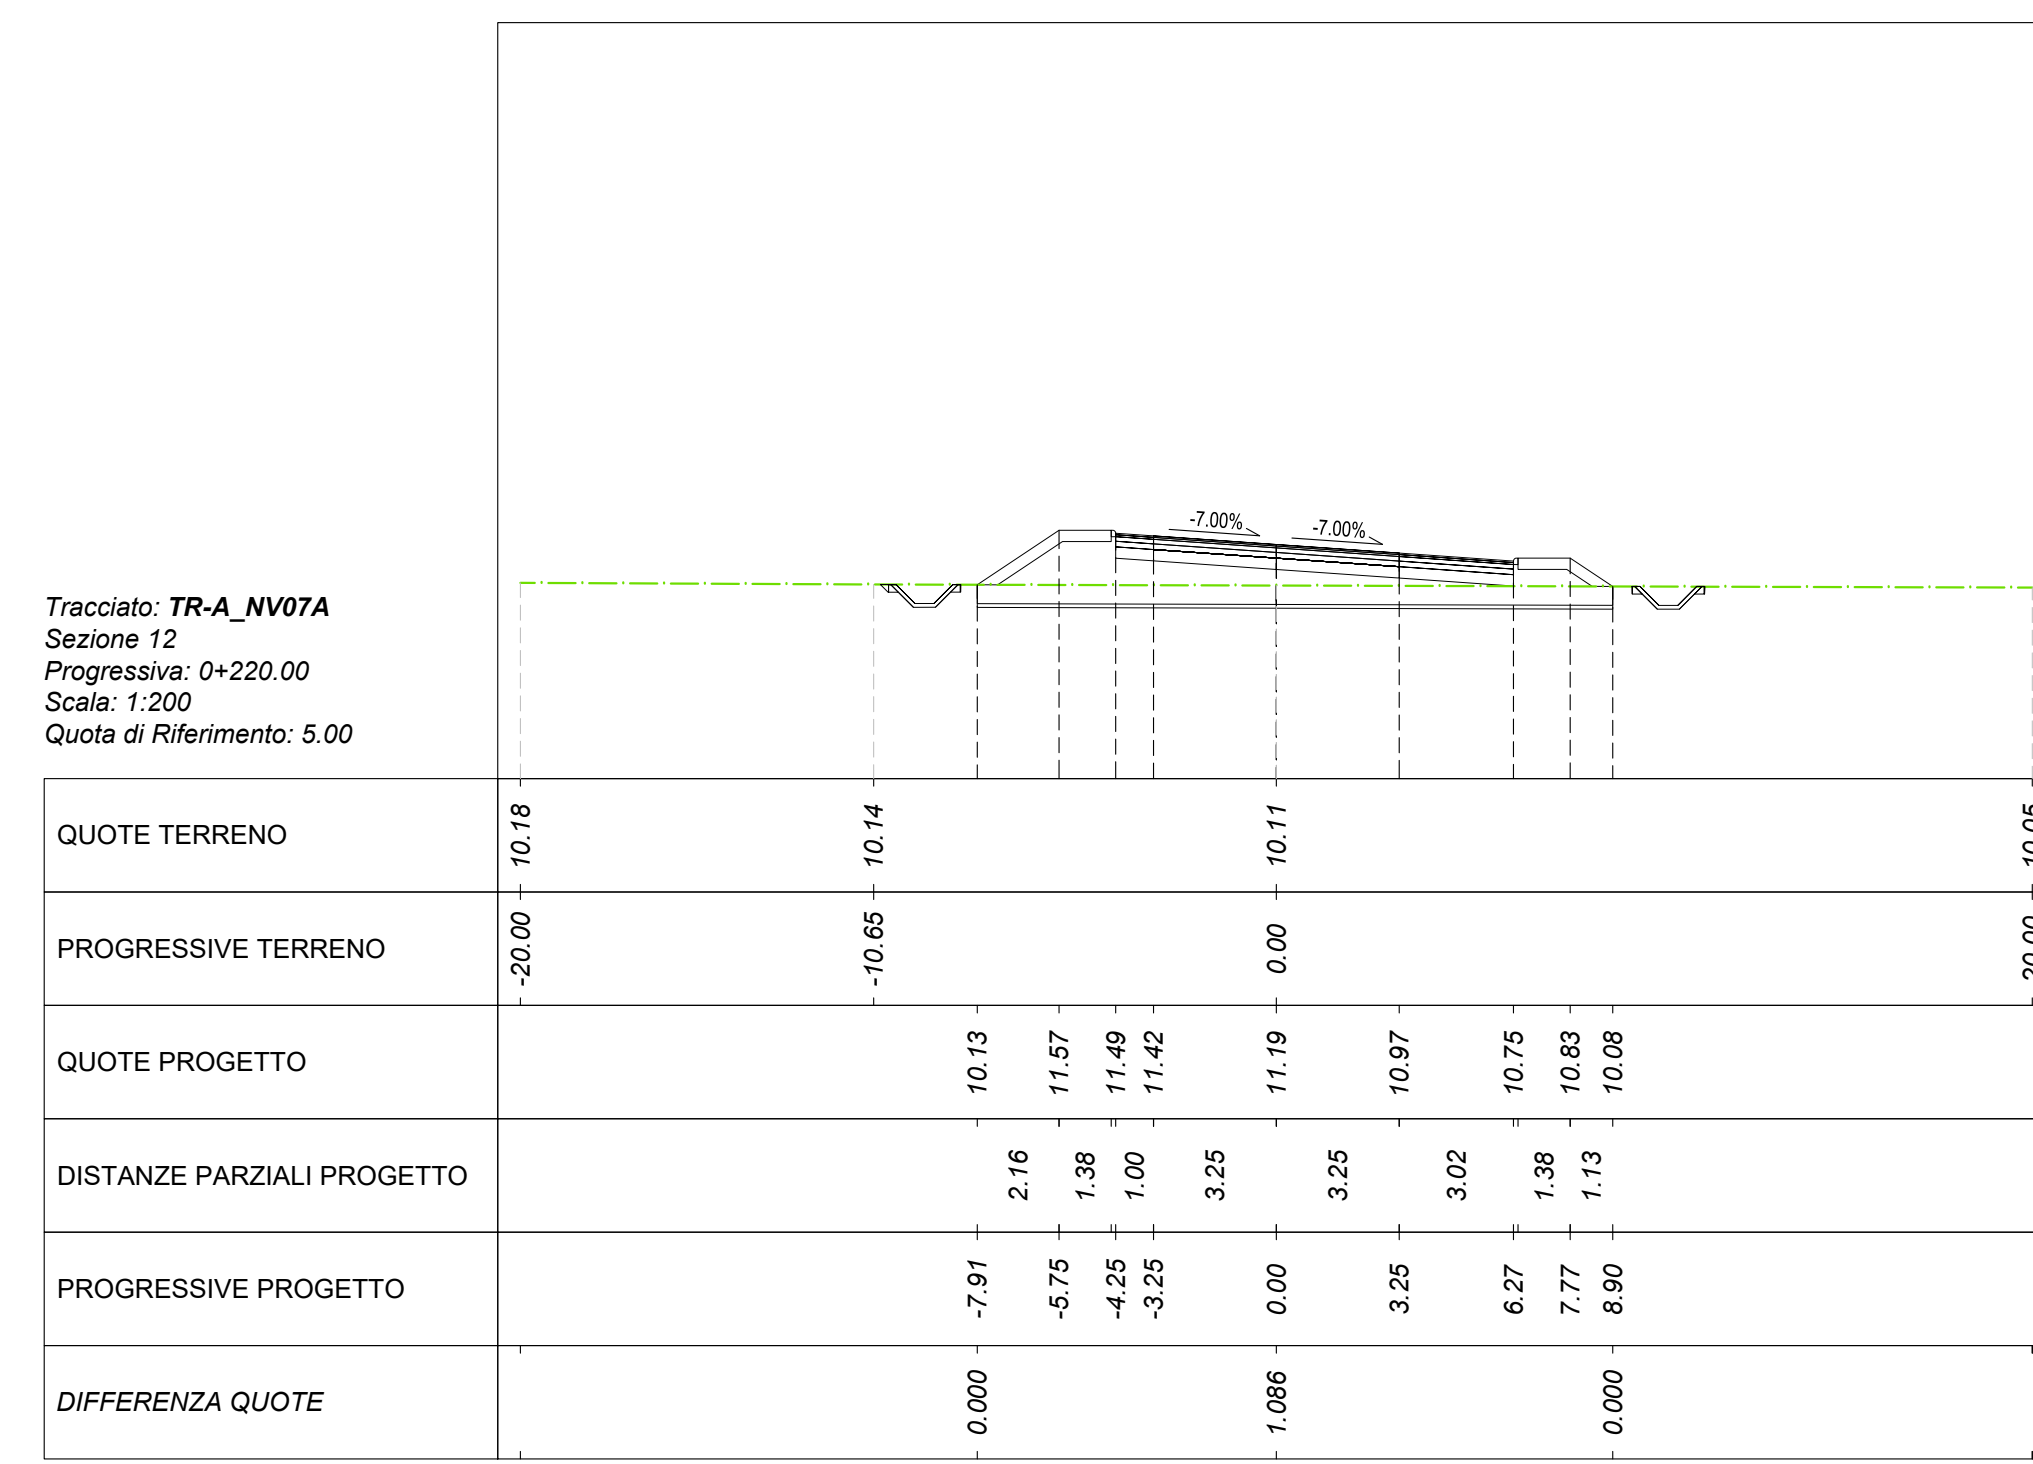 -7.00%
-7.00%
Tracciato: TR-A_NV07A
Sezione 12
Progressiva: 0+220.00
Scala: 1:200
Quota di Riferimento: 5.00
QUOTE TERRENO 10.18 10.14 10.11 10.05
PROGRESSIVE TERRENO -20.00 -10.65 0.00 20.00
QUOTE PROGETTO 10.13 11.57 11.49 11.42 11.19 10.97 10.75 10.83 10.08
DISTANZE PARZIALI PROGETTO 2.16 1.38 1.00 3.25 3.25 3.02 1.38 1.13
PROGRESSIVE PROGETTO -7.91 -5.75 -4.25 -3.25 0.00 3.25 6.27 7.77 8.90
DIFFERENZA QUOTE 0.000 1.086 0.000